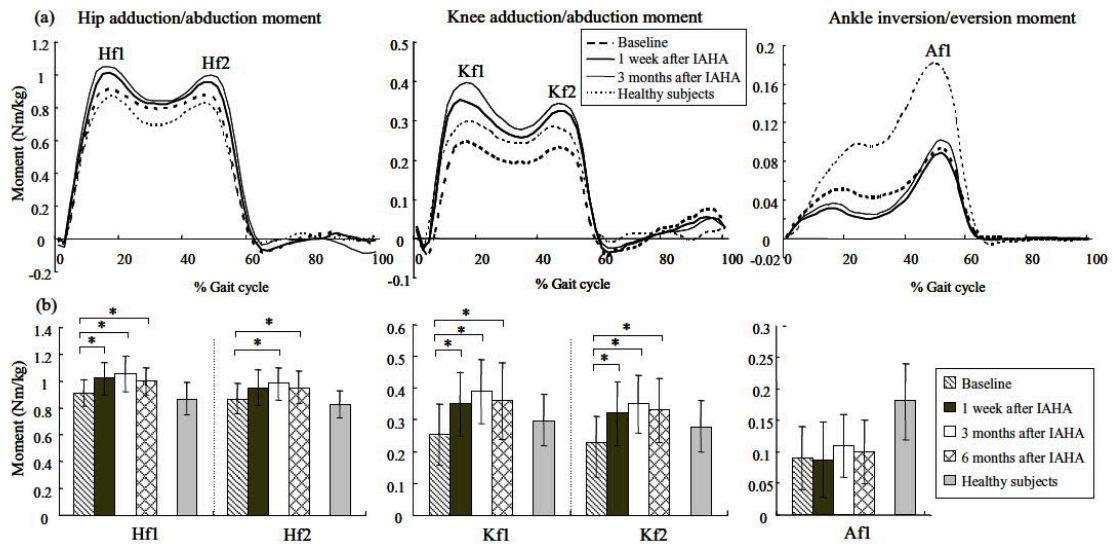 (a)
Hip adduction/abduction moment
Knee adduction/abduction moment
Ankle inversion/eversion moment
Baseline
1 week after IAHA
3 months after IAHA
Healthy subjects
Moment (Nm/kg)
1.2
1
0.8
0.6
0.4
0.2
0
-0.2
Hf1
Hf2
0 20 40 60 80 100
% Gait cycle
0.5
0.4
0.3
0.2
0.1
0
-0.1
Kf1
Kf2
0 20 40 60 80 100
% Gait cycle
0.2
0.16
0.12
0.08
0.04
0
-0.02
Af1
0 20 40 60 80 100
% Gait cycle
(b)
Moment (Nm/kg)
1.4
1.2
1
0.8
0.6
0.4
0.2
0
* * *
* *
Hf1 Hf2
0.6
0.5
0.4
0.3
0.2
0.1
0
* * *
* * *
Kf1 Kf2
0.3
0.25
0.20
0.15
0.10
0.05
0
Af1
Baseline
1 week after IAHA
3 months after IAHA
6 months after IAHA
Healthy subjects